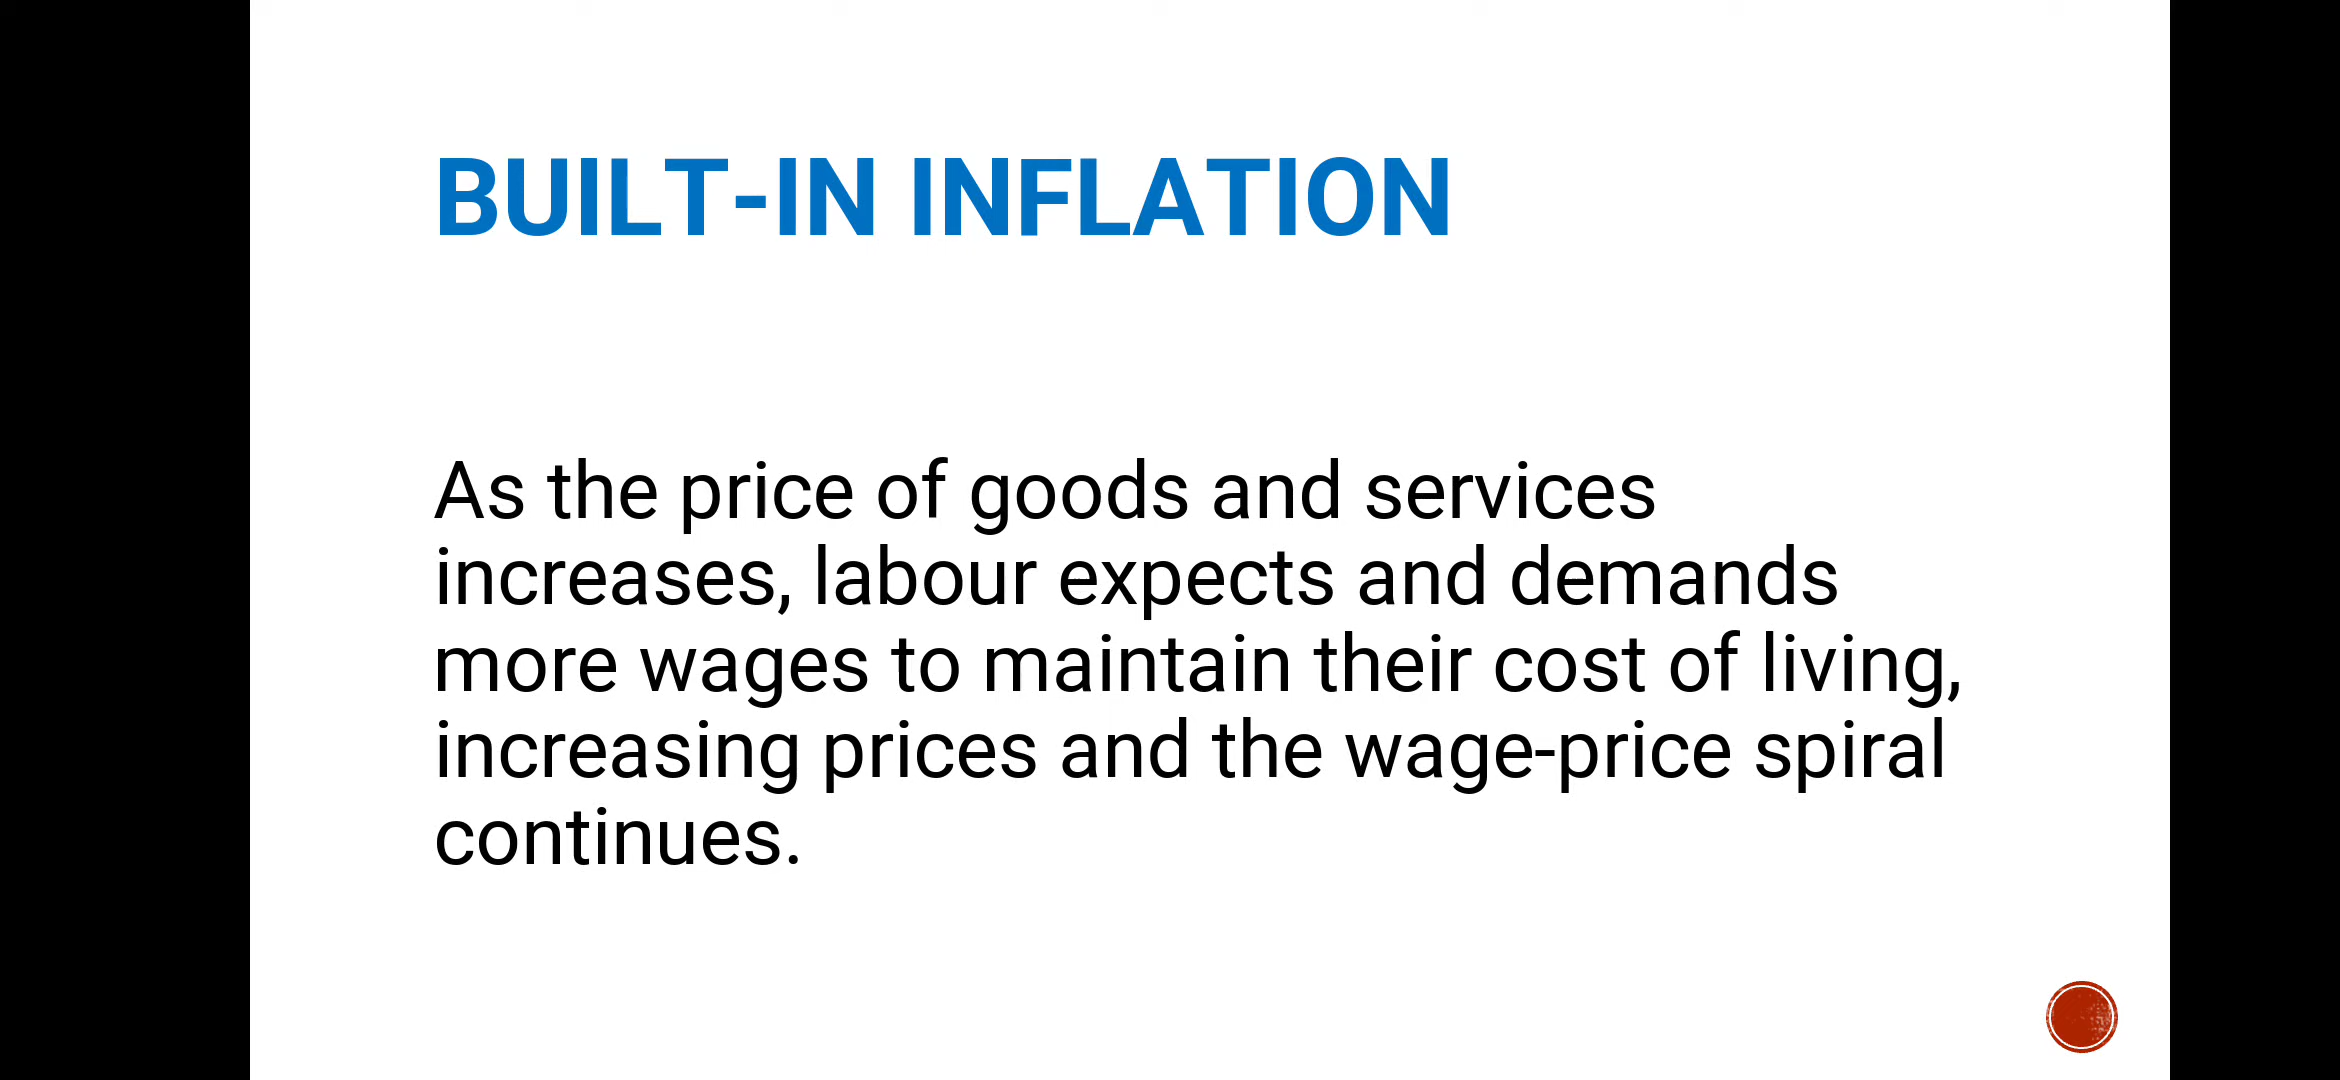 BUILT-IN INFLATION
As the price of goods and services
increases, labour expects and demands
more wages to maintain their cost of living,
increasing prices and the wage-price spiral
continues.